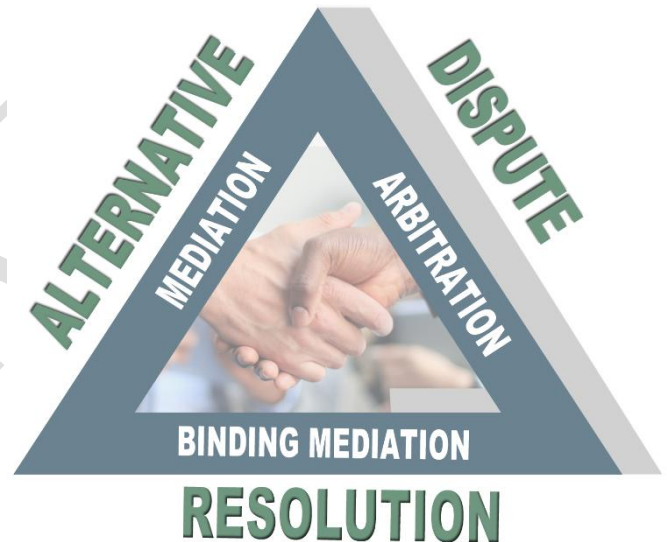 ALTERNATIVE
DISPUTE
MEDIATION
ARBITRATION
BINDING MEDIATION
RESOLUTION